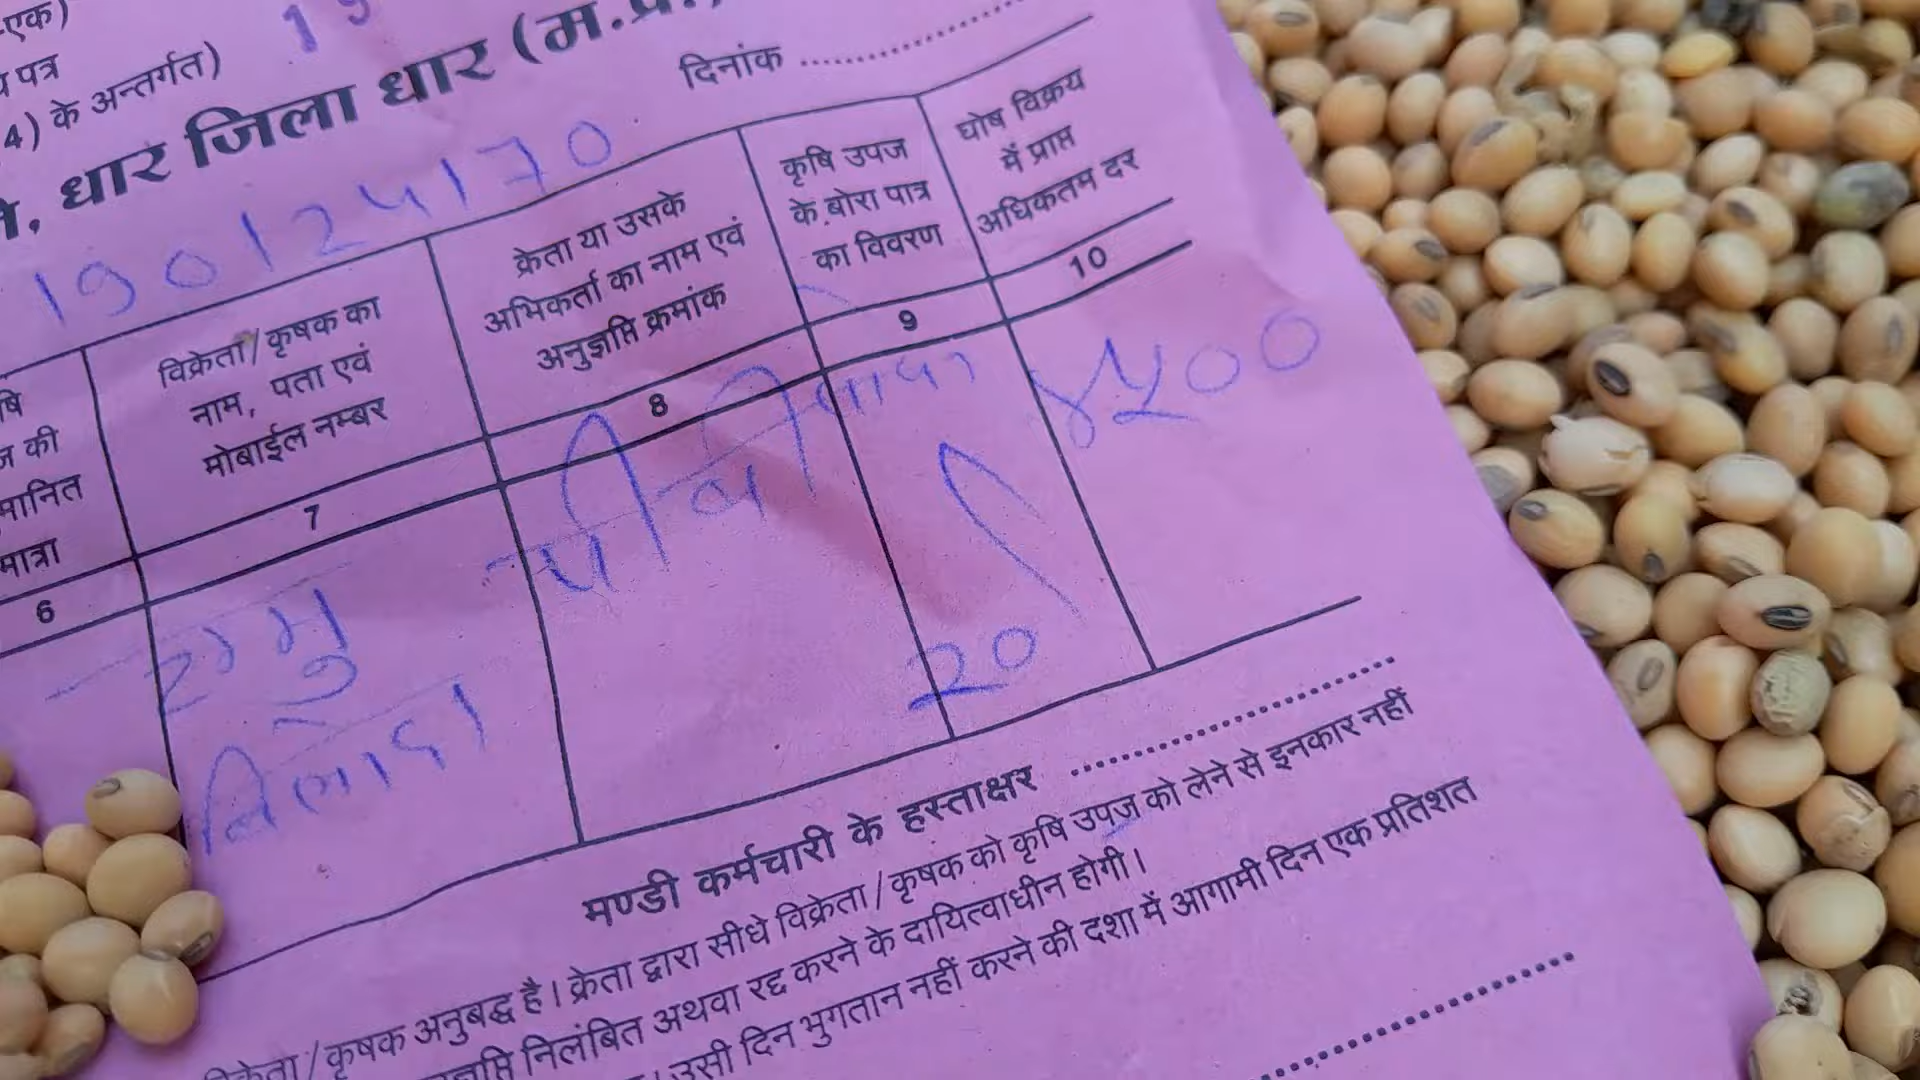 -एक)
पत्र
4) के अन्तर्गत)
धार जिला धार (म.प्र.)
दिनांक
190124170
की
मानित
मात्रा
विक्रेता/कृषक का
नाम, पता एवं
मोबाईल नम्बर
क्रेता या उसके
अभिकर्ता का नाम एवं
अनुज्ञप्ति क्रमांक
कृषि उपज
के बोरा पात्र
का विवरण
घोष विक्रय
में प्राप्त
अधिकतम दर
6
7
8
9
10
४५००
20
मण्डी कर्मचारी के हस्ताक्षर
/कृषक अनुबद्ध है। क्रेता द्वारा सीधे विक्रेता/कृषक को कृषि उपज को लेने से इनकार नहीं
निलंबित अथवा रद्द करने के दायित्वाधीन होगी।
उसी दिन भुगतान नहीं करने की दशा में आगामी दिन एक प्रतिशत